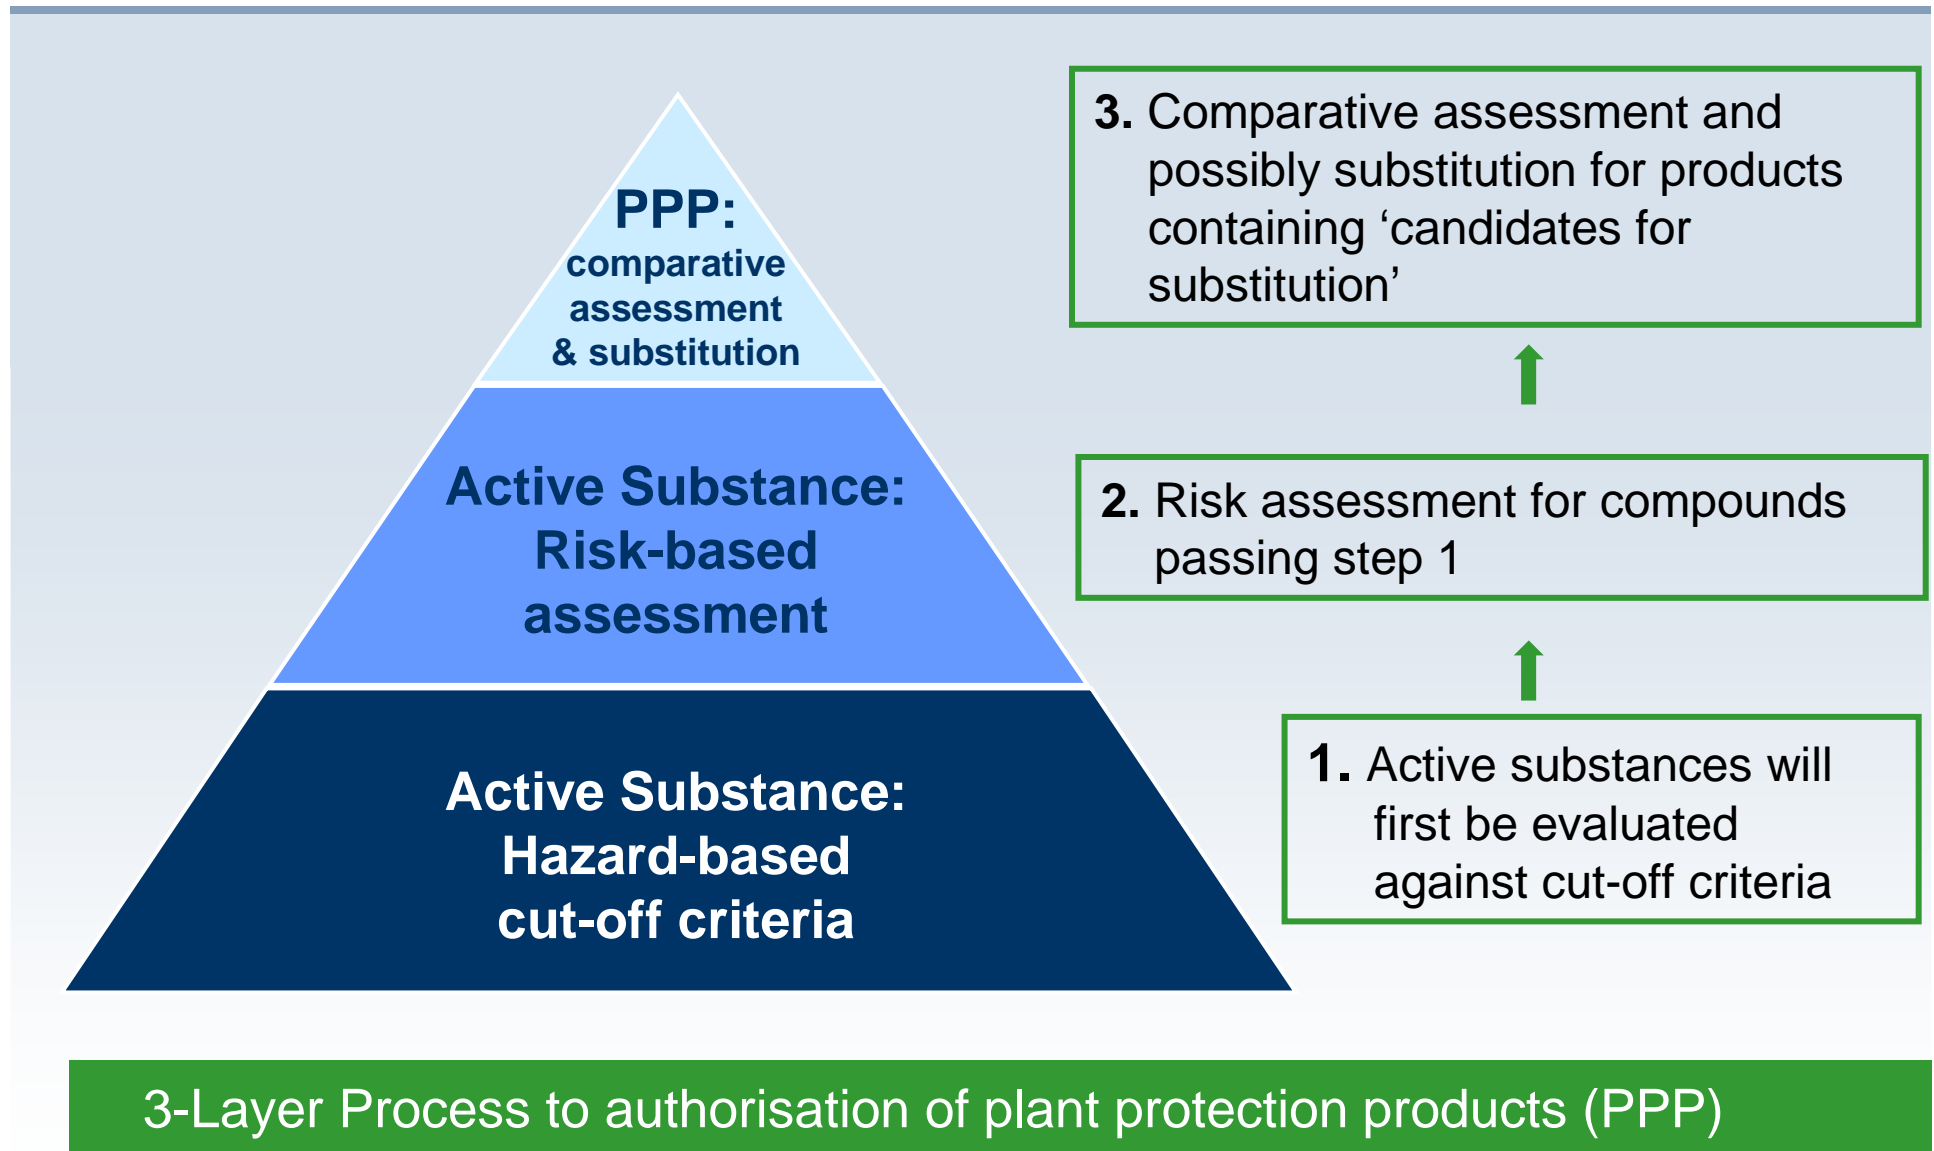 PPP:
comparative
assessment
& substitution
Active Substance:
Risk-based
assessment
Active Substance:
Hazard-based
cut-off criteria
3. Comparative assessment and
possibly substitution for products
containing ‘candidates for
substitution’
2. Risk assessment for compounds
passing step 1
1. Active substances will
first be evaluated
against cut-off criteria
3-Layer Process to authorisation of plant protection products (PPP)